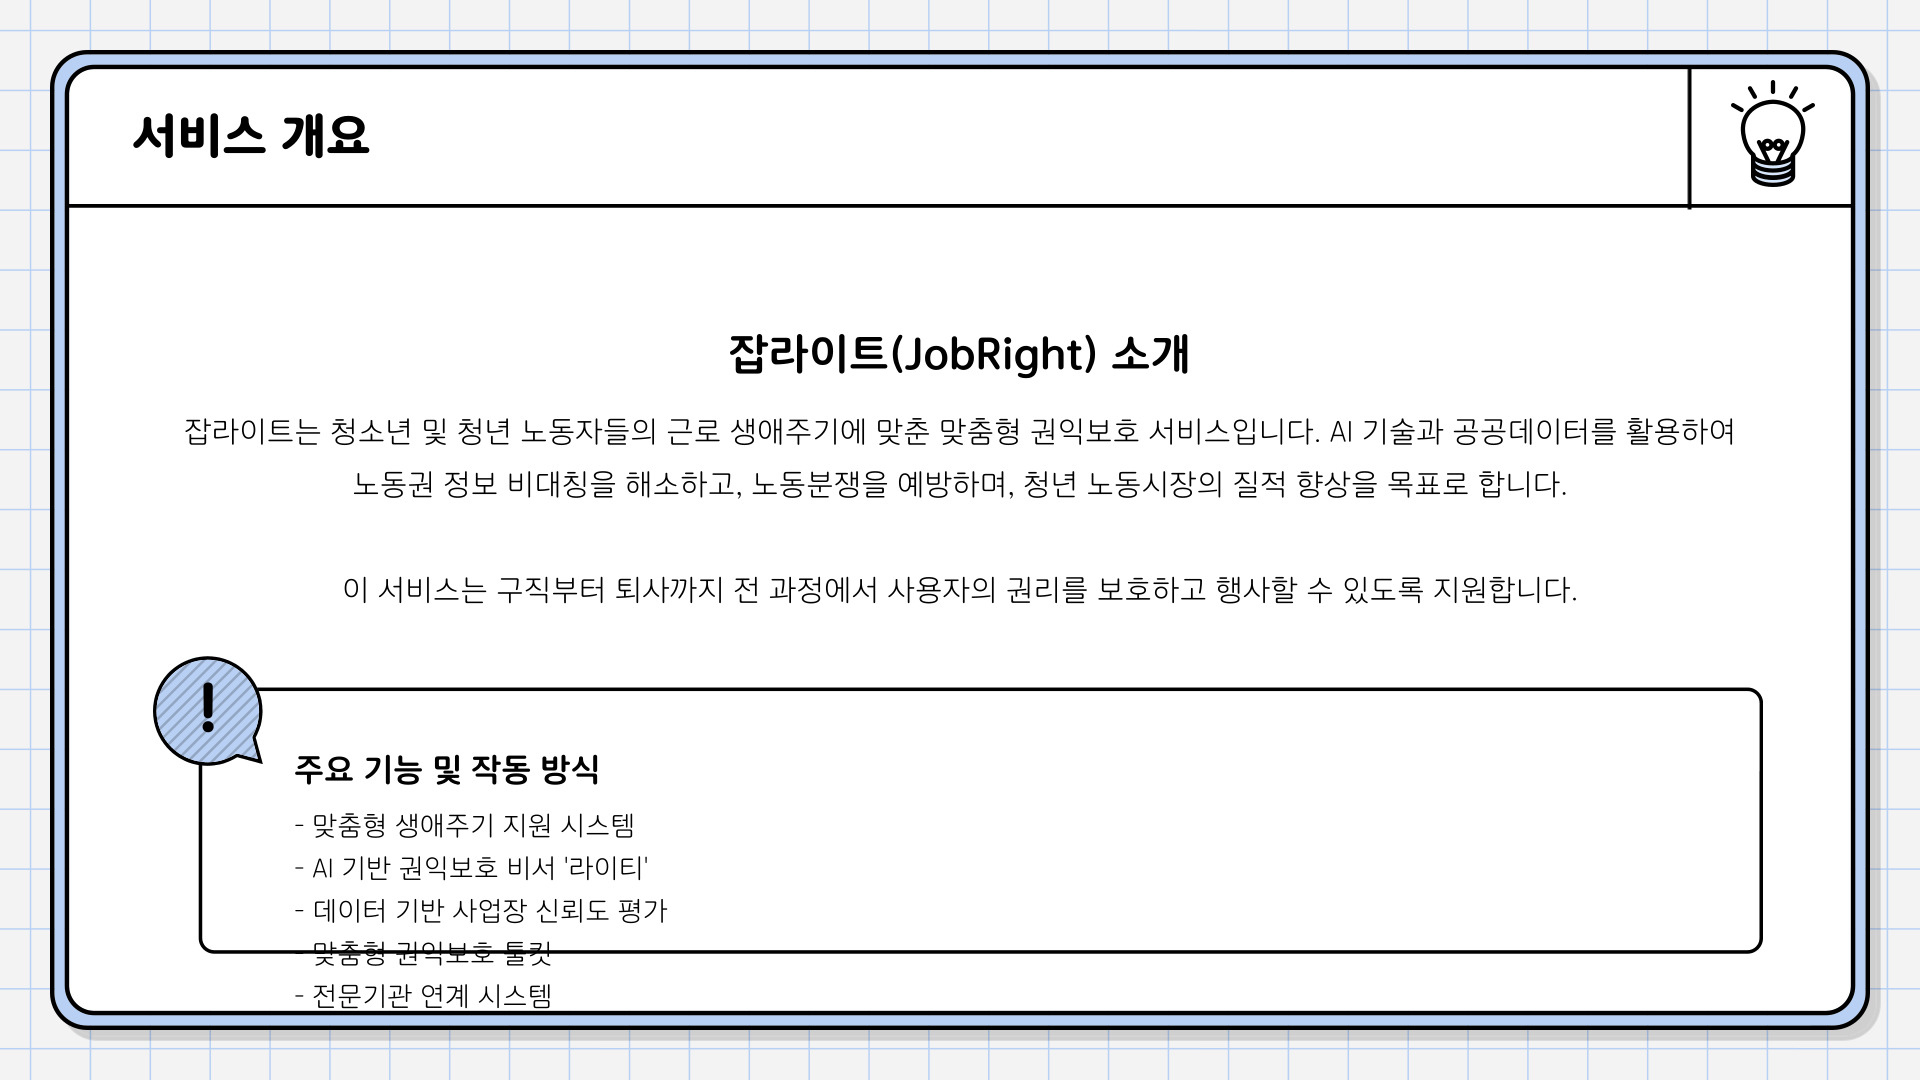 서비스 개요
잡라이트(JobRight) 소개
잡라이트는 청소년 및 청년 노동자들의 근로 생애주기에 맞춘 맞춤형 권익보호 서비스입니다. AI 기술과 공공데이터를 활용하여
노동권 정보 비대칭을 해소하고, 노동분쟁을 예방하며, 청년 노동시장의 질적 향상을 목표로 합니다.
이 서비스는 구직부터 퇴사까지 전 과정에서 사용자의 권리를 보호하고 행사할 수 있도록 지원합니다.
!
주요 기능 및 작동 방식
- 맞춤형 생애주기 지원 시스템
- AI 기반 권익보호 비서 '라이티'
- 데이터 기반 사업장 신뢰도 평가
- 맞춤형 권익보호 툴킷
- 전문기관 연계 시스템